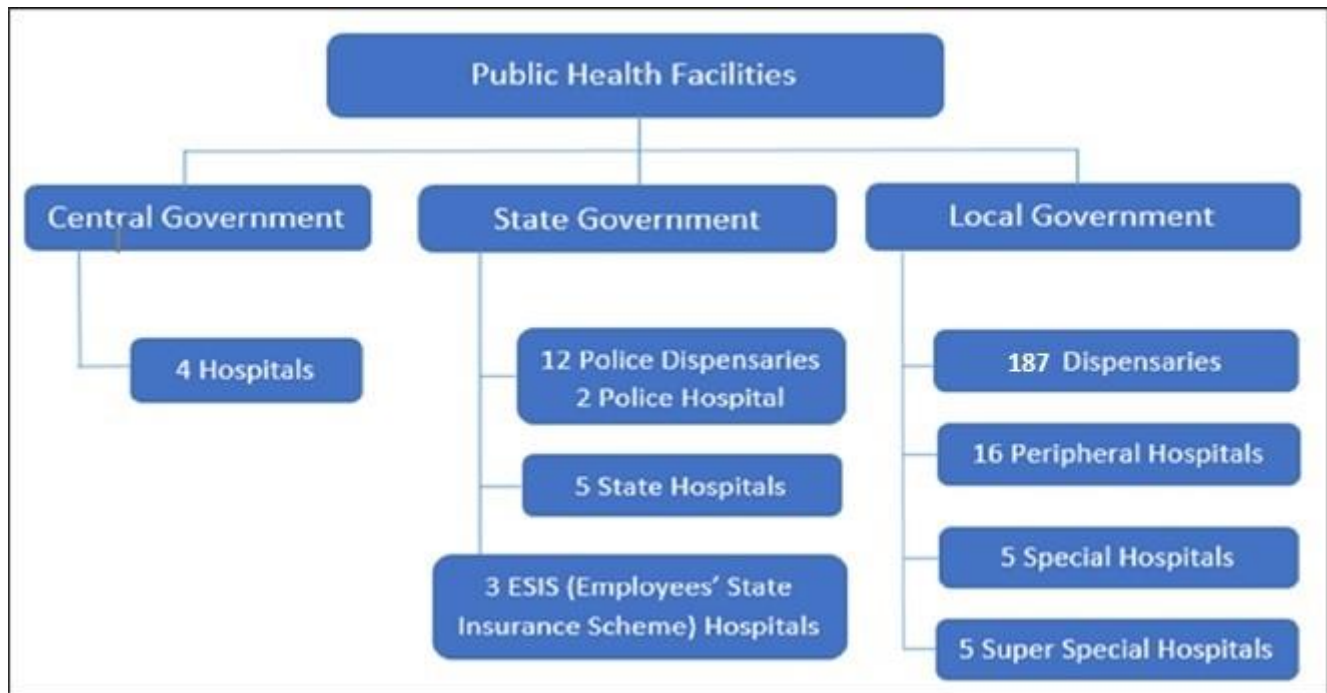 Public Health Facilities
Central Government
State Government
Local Government
4 Hospitals
12 Police Dispensaries
2 Police Hospital
5 State Hospitals
3 ESIS (Employees' State
Insurance Scheme) Hospitals
187 Dispensaries
16 Peripheral Hospitals
5 Special Hospitals
5 Super Special Hospitals